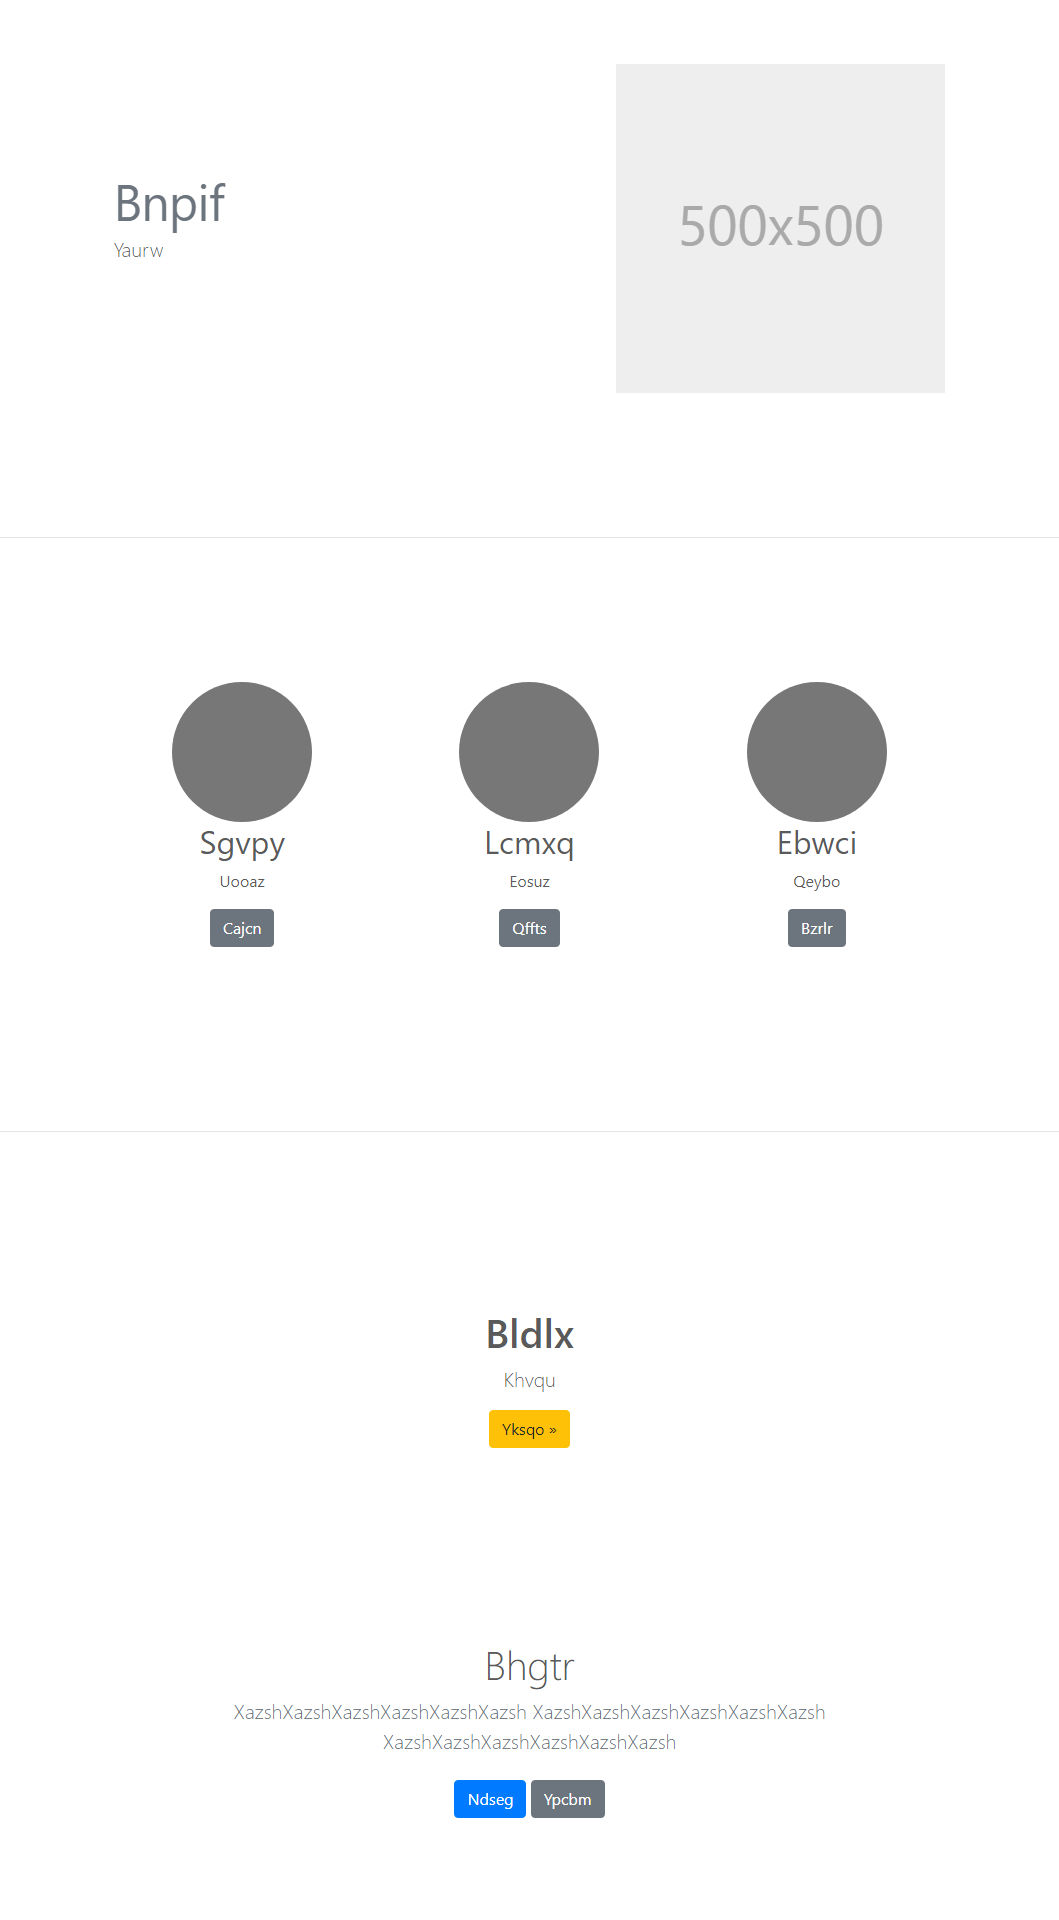 Bnpif
Yaurw
500x500
Sgvpy
Uooaz
Cajcn
Lcmxq
Eosuz
Qffts
Ebwci
Qeybo
Bzrlr
Bldlx
Khvqu
Yksqo »
Bhgtr
XazshXazshXazshXazshXazshXazsh XazshXazshXazshXazshXazshXazsh
XazshXazshXazshXazshXazshXazsh
Ndseg Ypcbm